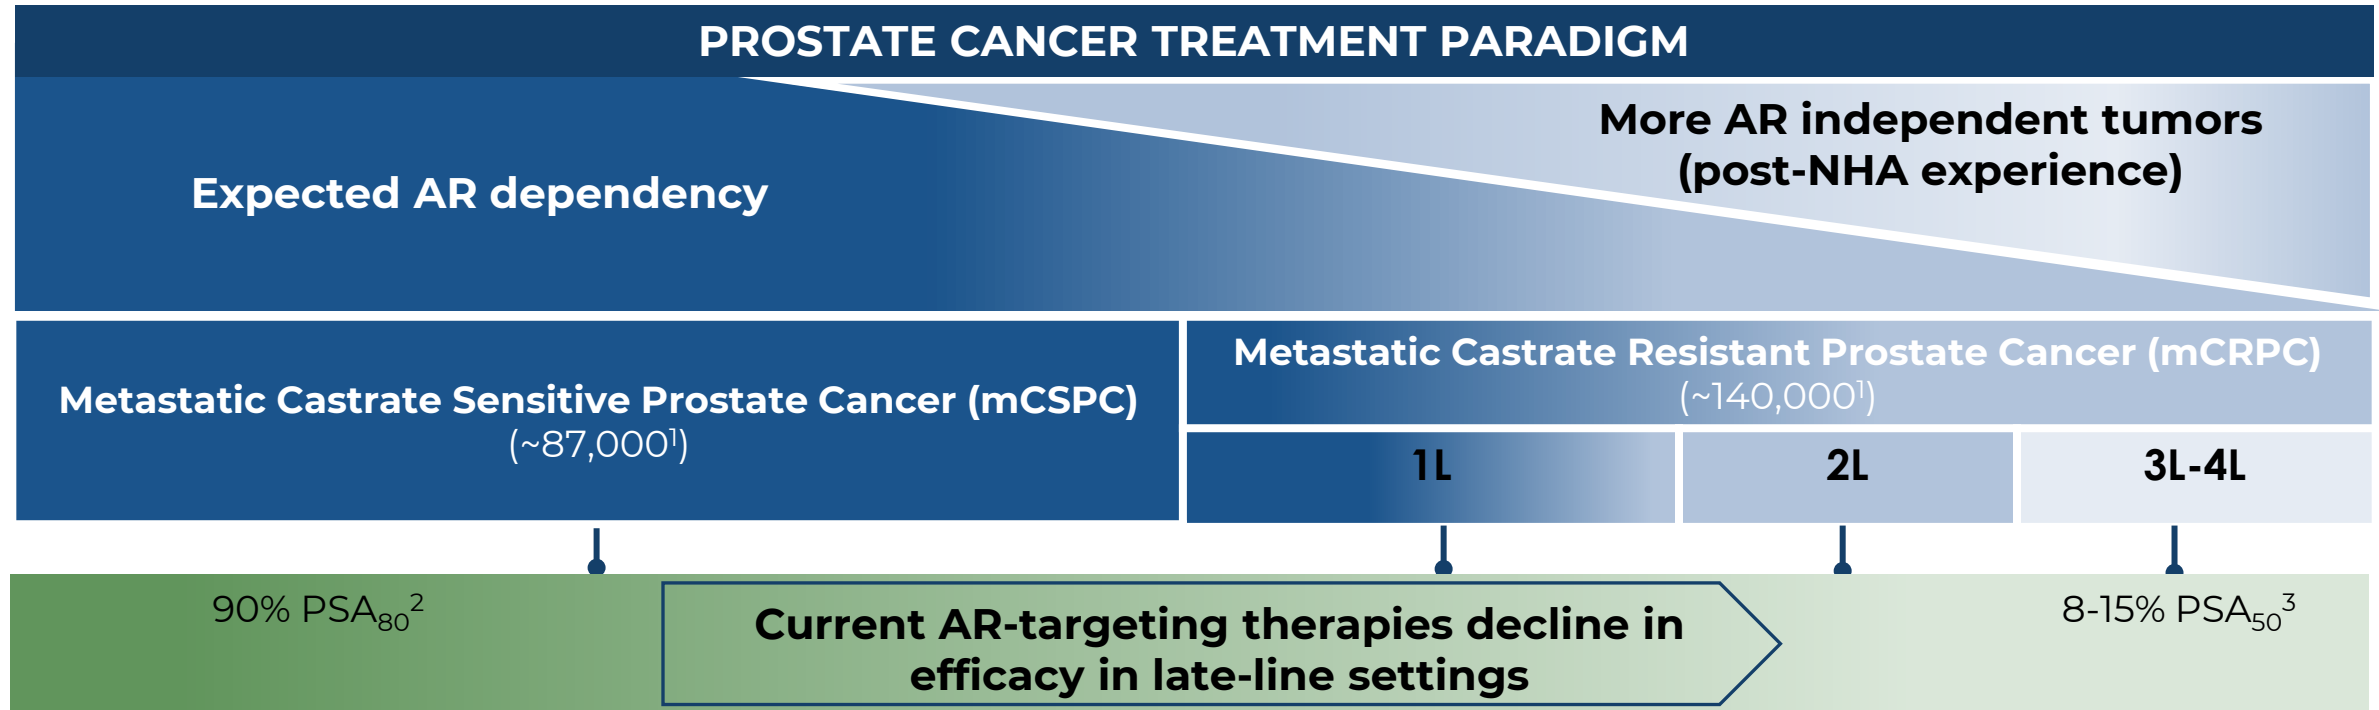 PROSTATE CANCER TREATMENT PARADIGM
Expected AR dependency
More AR independent tumors
(post-NHA experience)
Metastatic Castrate Sensitive Prostate Cancer (mCSPC)
(~87,000¹)
Metastatic Castrate Resistant Prostate Cancer (mCRPC)
(~140,000¹)
1L
2L
3L-4L
90% PSA₈₀²
Current AR-targeting therapies decline in
efficacy in late-line settings
8-15% PSA₅₀³